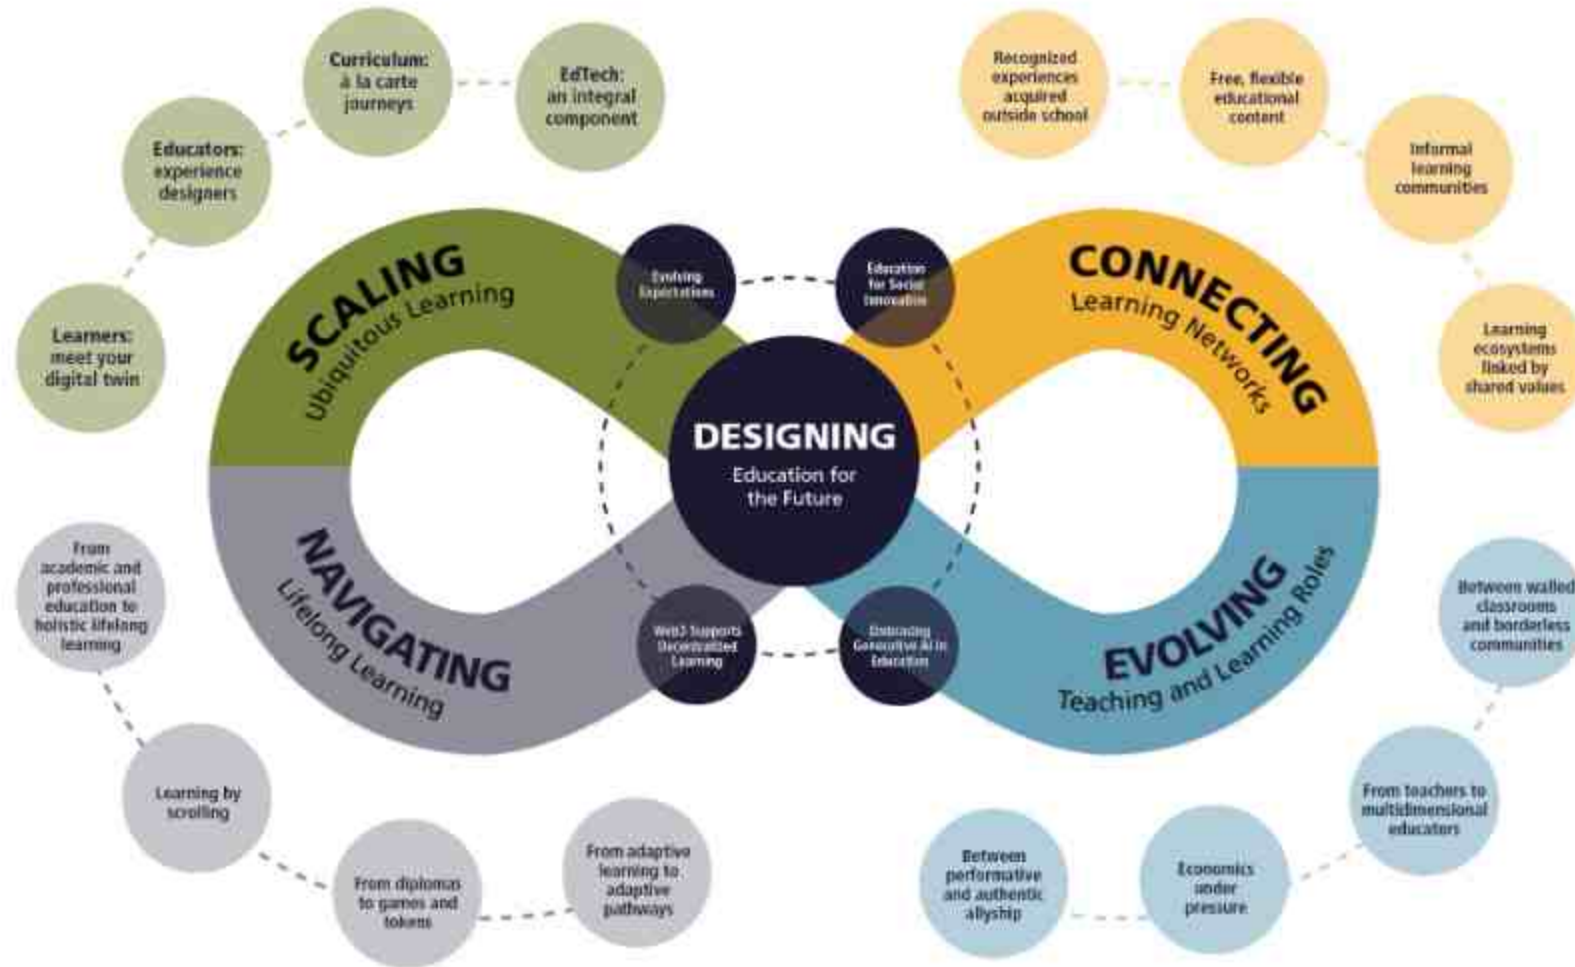 Curriculum:
à la carte
journeys
EdTech:
an integral
component
Educators:
experience
designers
Learners:
meet your
digital twin
Recognized
experiences
acquired
outside school
Free, flexible
educational
content
Informal
learning
communities
Learning
ecosystems
linked by
shared values
SCALING
Ubiquitous Learning
CONNECTING
Learning Networks
Evolving
Expectations
Education
for Social
Innovation
DESIGNING
Education for
the Future
NAVIGATING
Lifelong Learning
EVOLVING
Teaching and Learning Roles
Web3 Supports
Decentralized
Learning
Embracing
Generative AI in
Education
From
academic and
professional
education to
holistic lifelong
learning
Learning by
scrolling
From diplomas
to games and
tokens
From adaptive
learning to
adaptive
pathways
Between walled
classrooms
and borderless
communities
From teachers to
multidimensional
educators
Economics
under
pressure
Between
performative
and authentic
allyship